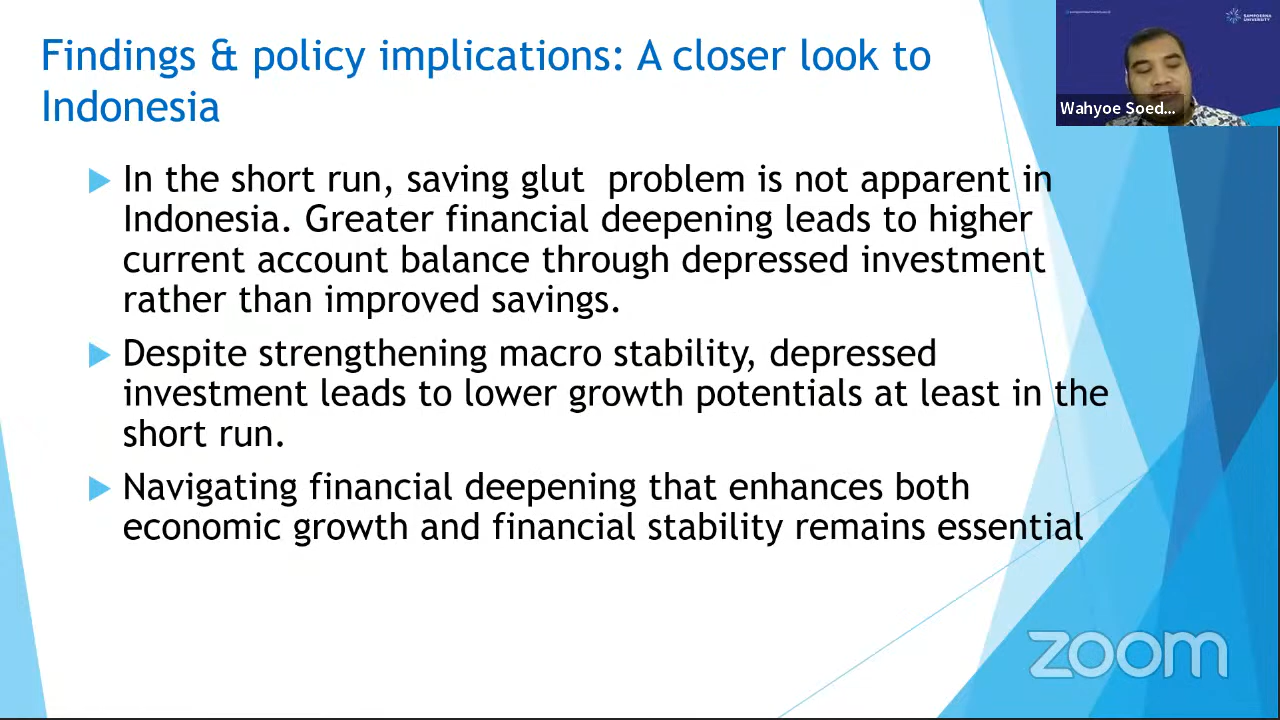 Findings & policy implications: A closer look to
Indonesia
SAMPOERNA
UNIVERSITY
Wahyoe Soed...
In the short run, saving glut  problem is not apparent in
Indonesia. Greater financial deepening leads to higher
current account balance through depressed investment
rather than improved savings.
Despite strengthening macro stability, depressed
investment leads to lower growth potentials at least in the
short run.
Navigating financial deepening that enhances both
economic growth and financial stability remains essential
zoom